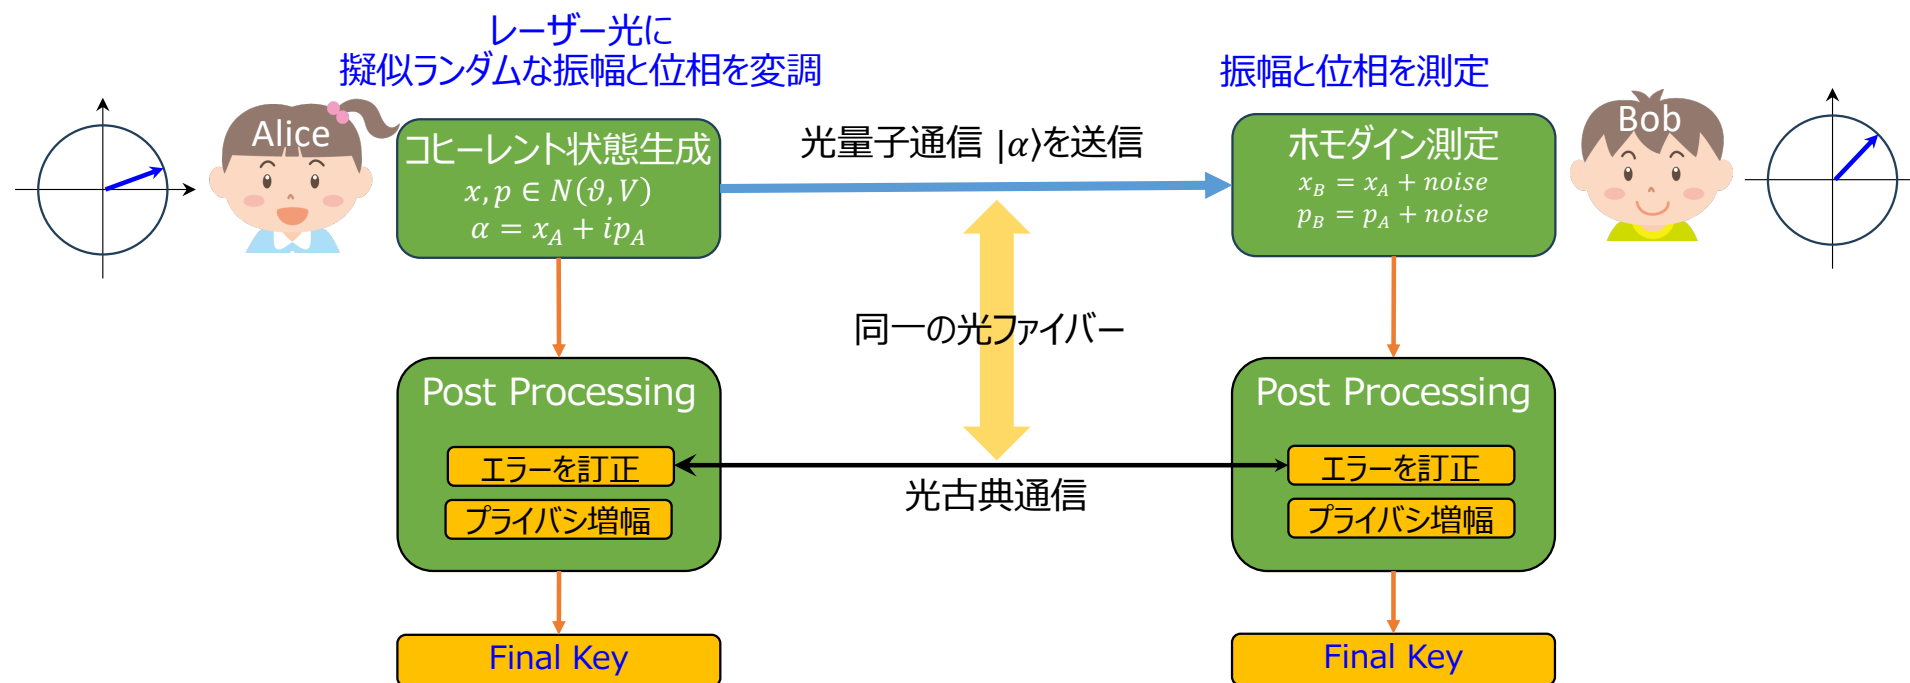 レーザー光に
擬似ランダムな振幅と位相を変調
振幅と位相を測定
Alice
コヒーレント状態生成
x, p ∈ N(ϑ, V)
α = x_A + ip_A
光量子通信 |α⟩を送信
ホモダイン測定
x_B = x_A + noise
p_B = p_A + noise
Bob
同一の光ファイバー
Post Processing
エラーを訂正
プライバシ増幅
光古典通信
Post Processing
エラーを訂正
プライバシ増幅
Final Key
Final Key